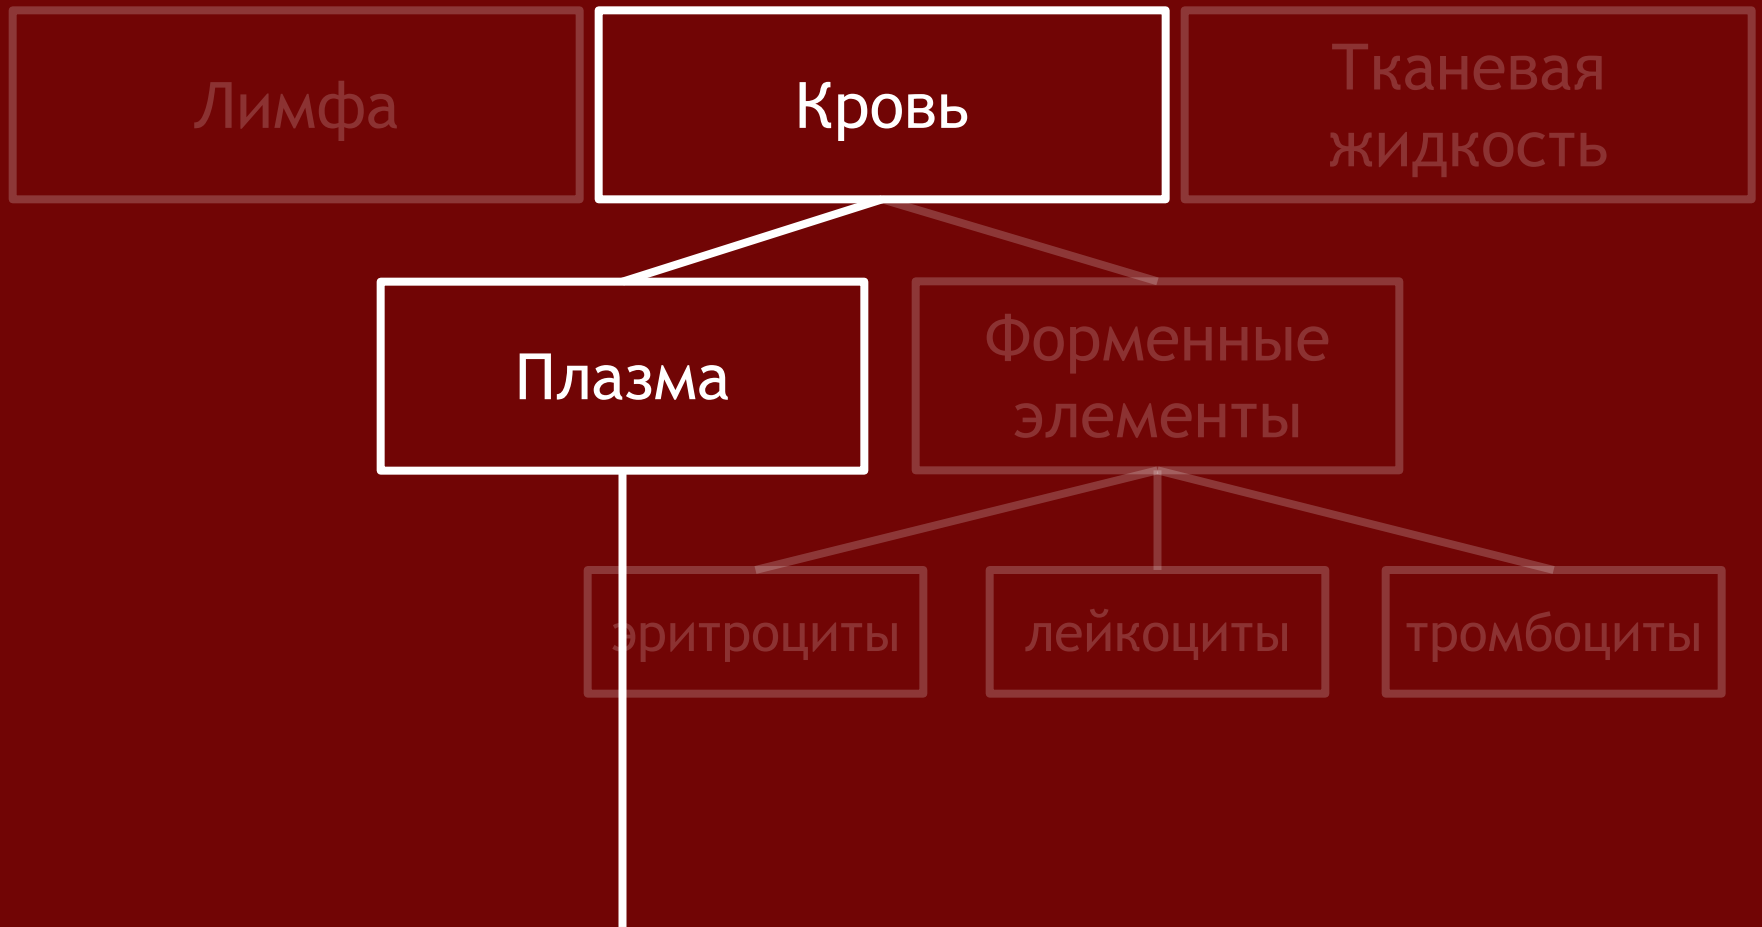 Лимфа
Кровь
Тканевая
жидкость
Плазма
Форменные
элементы
эритроциты
лейкоциты
тромбоциты